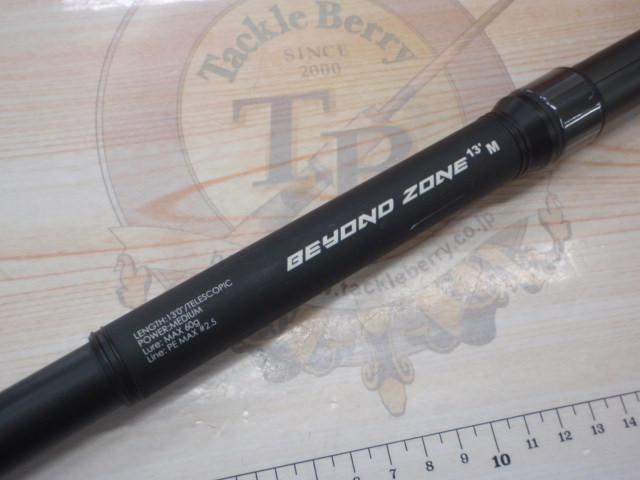 Tackle Berry
SINCE
2000
TB
BEYOND ZONE 13' M
www.tackleberry.co.jp
LENGTH:13'0"/TELESCOPIC
POWER:MEDIUM
Lure: MAX 60g
Line: PE MAX #2.5
6 7 8 9 10 11 12 13 14